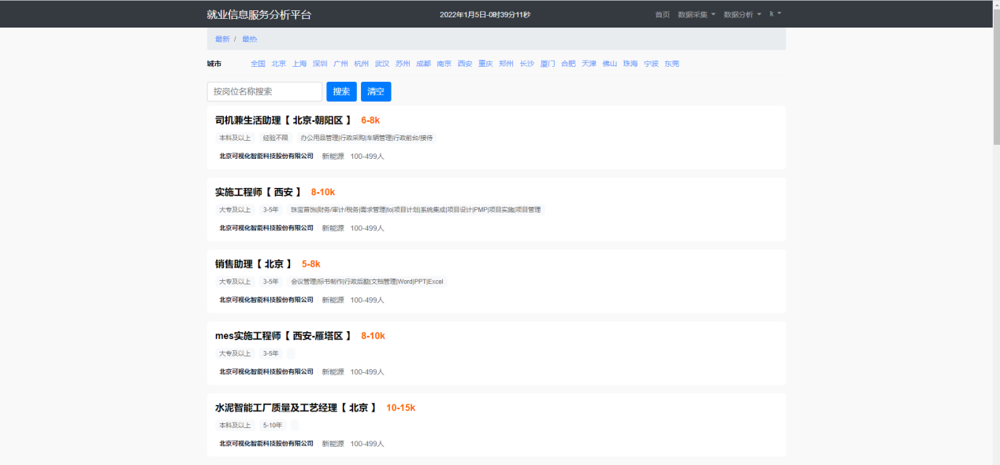 就业信息服务分析平台 2022年1月5日-0时39分11秒 首页 数据采集 数据分析 k
最新 / 最热
城市 全国 北京 上海 深圳 广州 杭州 武汉 苏州 成都 南京 西安 重庆 郑州 长沙 厦门 合肥 天津 佛山 珠海 宁波 东莞
按岗位名称搜索 搜索 清空
司机兼生活助理【 北京-朝阳区 】 6-8k
本科及以上 经验不限 办公用品管理|行政采购|车辆管理|行政前台/接待
北京可视化智能科技股份有限公司 新能源 100-499人
实施工程师【 西安 】 8-10k
大专及以上 3-5年 珠宝首饰|财务/审计/税务|需求管理|to|项目计划|系统集成|项目设计|PMP|项目实施|项目管理
北京可视化智能科技股份有限公司 新能源 100-499人
销售助理【 北京 】 5-8k
大专及以上 3-5年 会议管理|标书制作|行政后勤|文档管理|Word|PPT|Excel
北京可视化智能科技股份有限公司 新能源 100-499人
mes实施工程师【 西安-雁塔区 】 8-10k
大专及以上 3-5年
北京可视化智能科技股份有限公司 新能源 100-499人
水泥智能工厂质量及工艺经理【 北京 】 10-15k
本科及以上 5-10年
北京可视化智能科技股份有限公司 新能源 100-499人